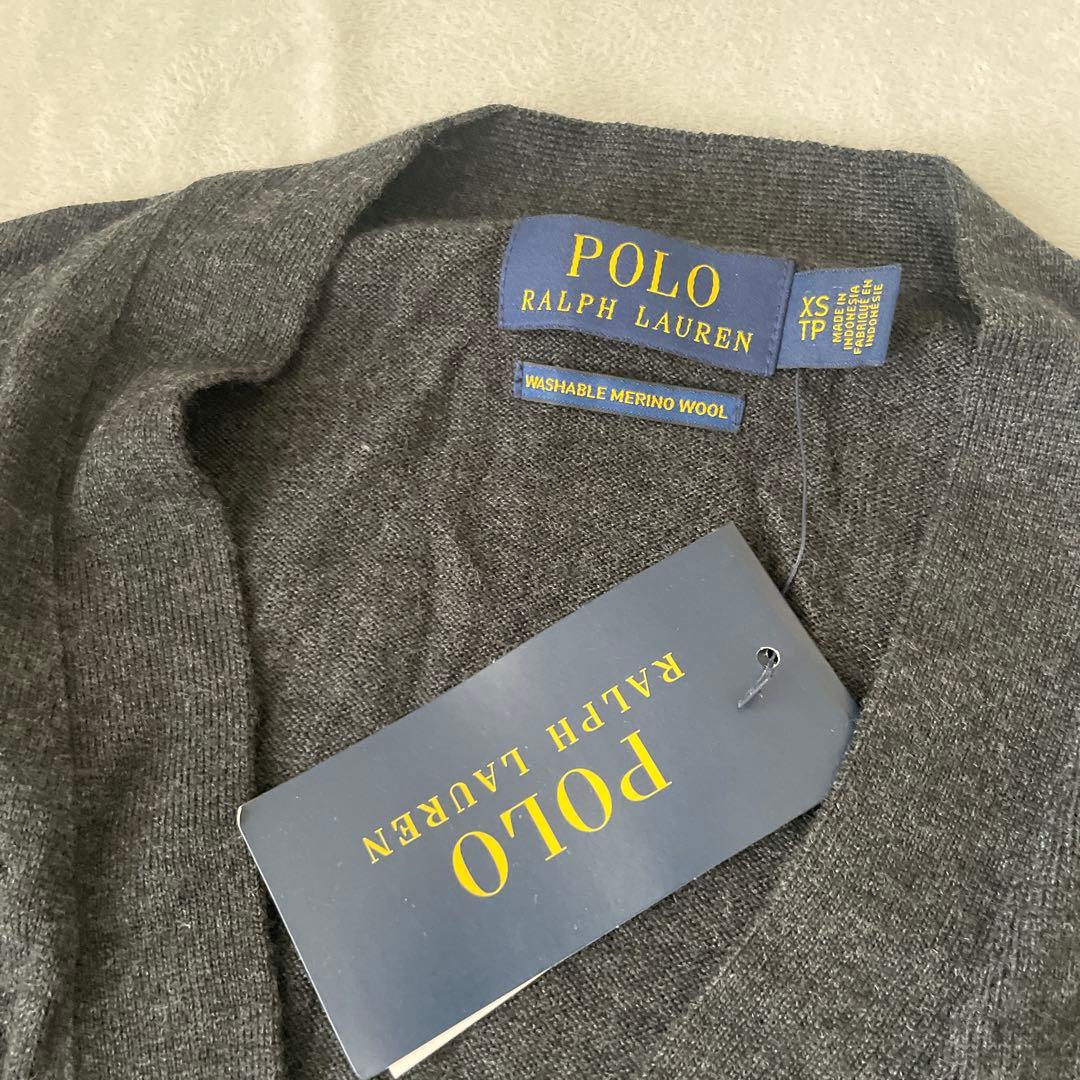 POLO
RALPH LAUREN
XS
TP
MADE IN
INDONESIA
FABRIQUÉ EN
INDONÉSIE
WASHABLE MERINO WOOL
POLO
RALPH LAUREN